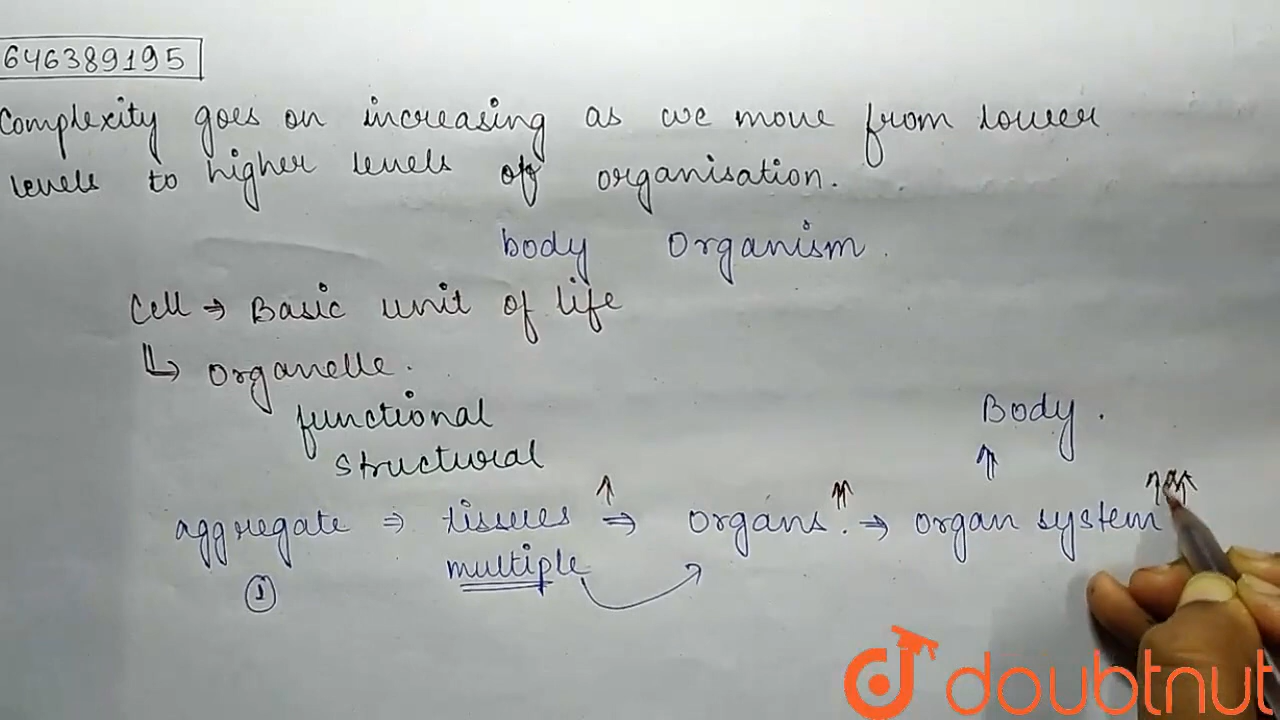 646389195
Complexity goes on increasing as we move from lower
levels to higher levels of organisation.
body organism.
Cell ⇒ Basic unit of life
↳ organelle.
functional
structural
Body.
↑
↑ ↑↑ ↑↑↑
aggregate ⇒ tissues ⇒ organs. ⇒ organ system
① multiple
doubtnut